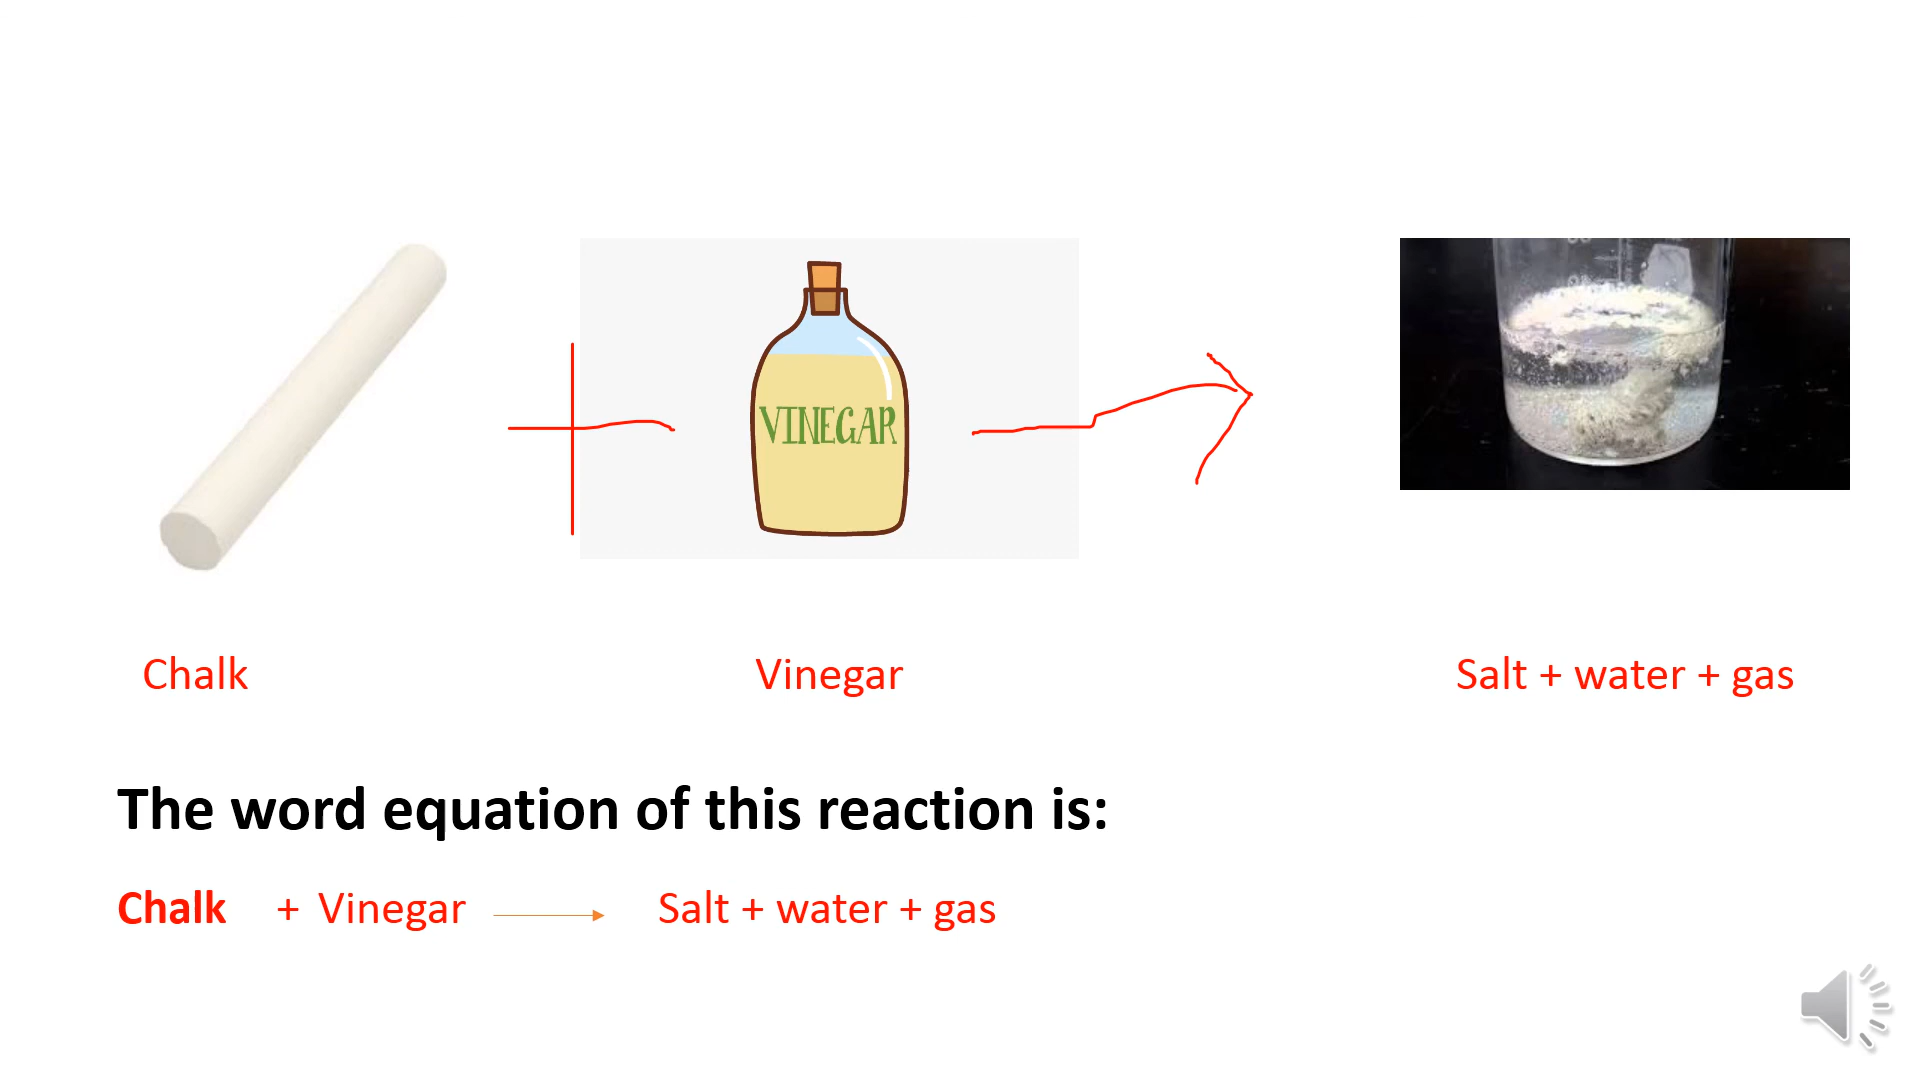 VINEGAR
Chalk
Vinegar
Salt + water + gas
The word equation of this reaction is:
Chalk + Vinegar → Salt + water + gas